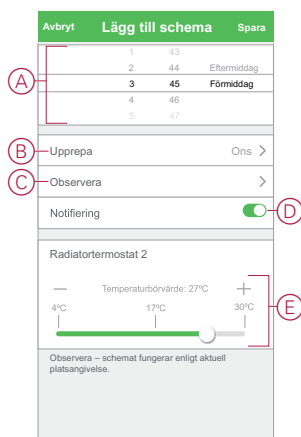 Avbryt Lägg till schema Spara
1 43
2 44 Eftermiddag
3 45 Förmiddag
4 46
5 47
A
B Upprepa Ons >
C Observera >
Notifiering D
Radiatortermostat 2
— Temperaturbörvärde: 27ºC +
4ºC 17ºC 30ºC
E
Observera – schemat fungerar enligt aktuell
platsangivelse.